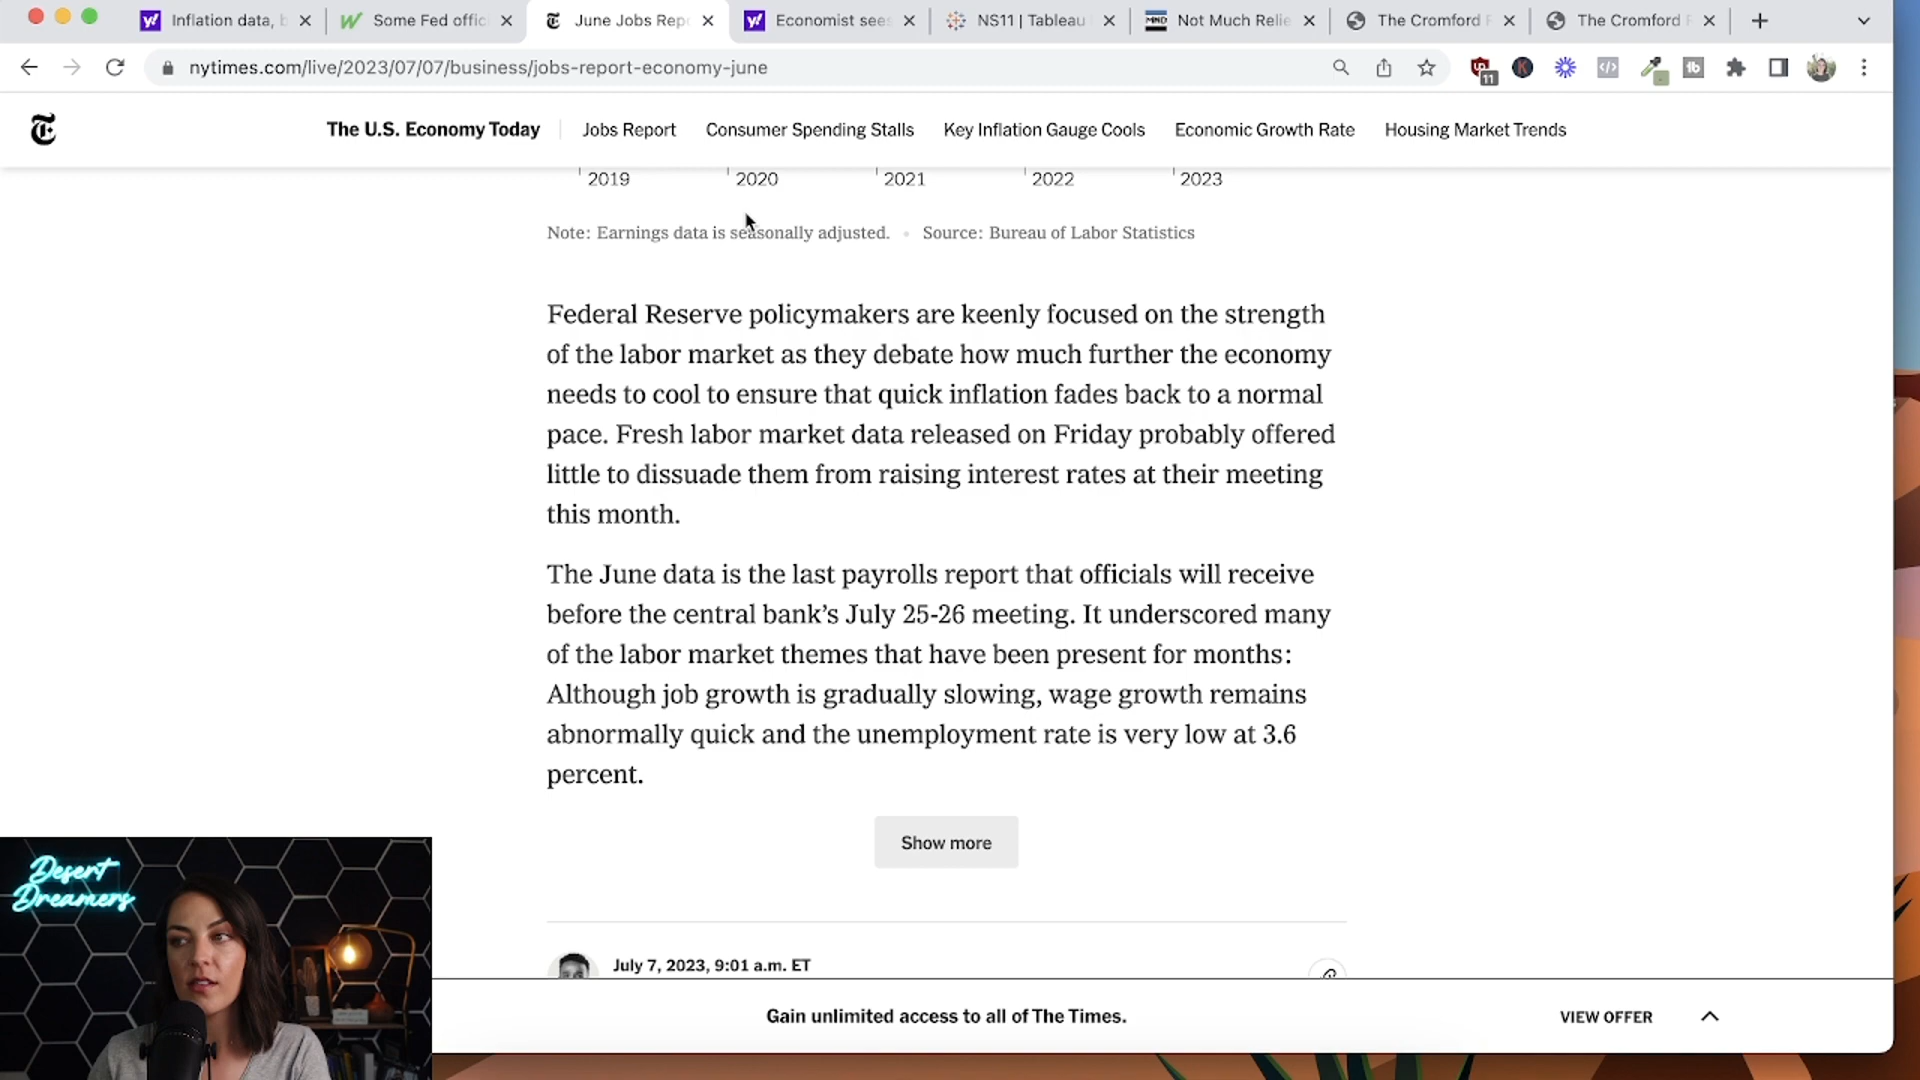 Inflation data, b
Some Fed offic
June Jobs Rep
Economist see
NS11 | Tableau
MND
Not Much Relie
The Cromford R
The Cromford R
nytimes.com/live/2023/07/07/business/jobs-report-economy-june
11
The U.S. Economy Today
Jobs Report
Consumer Spending Stalls
Key Inflation Gauge Cools
Economic Growth Rate
Housing Market Trends
2019 2020 2021 2022 2023
Note: Earnings data is seasonally adjusted. • Source: Bureau of Labor Statistics
Federal Reserve policymakers are keenly focused on the strength
of the labor market as they debate how much further the economy
needs to cool to ensure that quick inflation fades back to a normal
pace. Fresh labor market data released on Friday probably offered
little to dissuade them from raising interest rates at their meeting
this month.
The June data is the last payrolls report that officials will receive
before the central bank’s July 25-26 meeting. It underscored many
of the labor market themes that have been present for months:
Although job growth is gradually slowing, wage growth remains
abnormally quick and the unemployment rate is very low at 3.6
percent.
Show more
July 7, 2023, 9:01 a.m. ET
Gain unlimited access to all of The Times.
VIEW OFFER
Desert
Dreamers